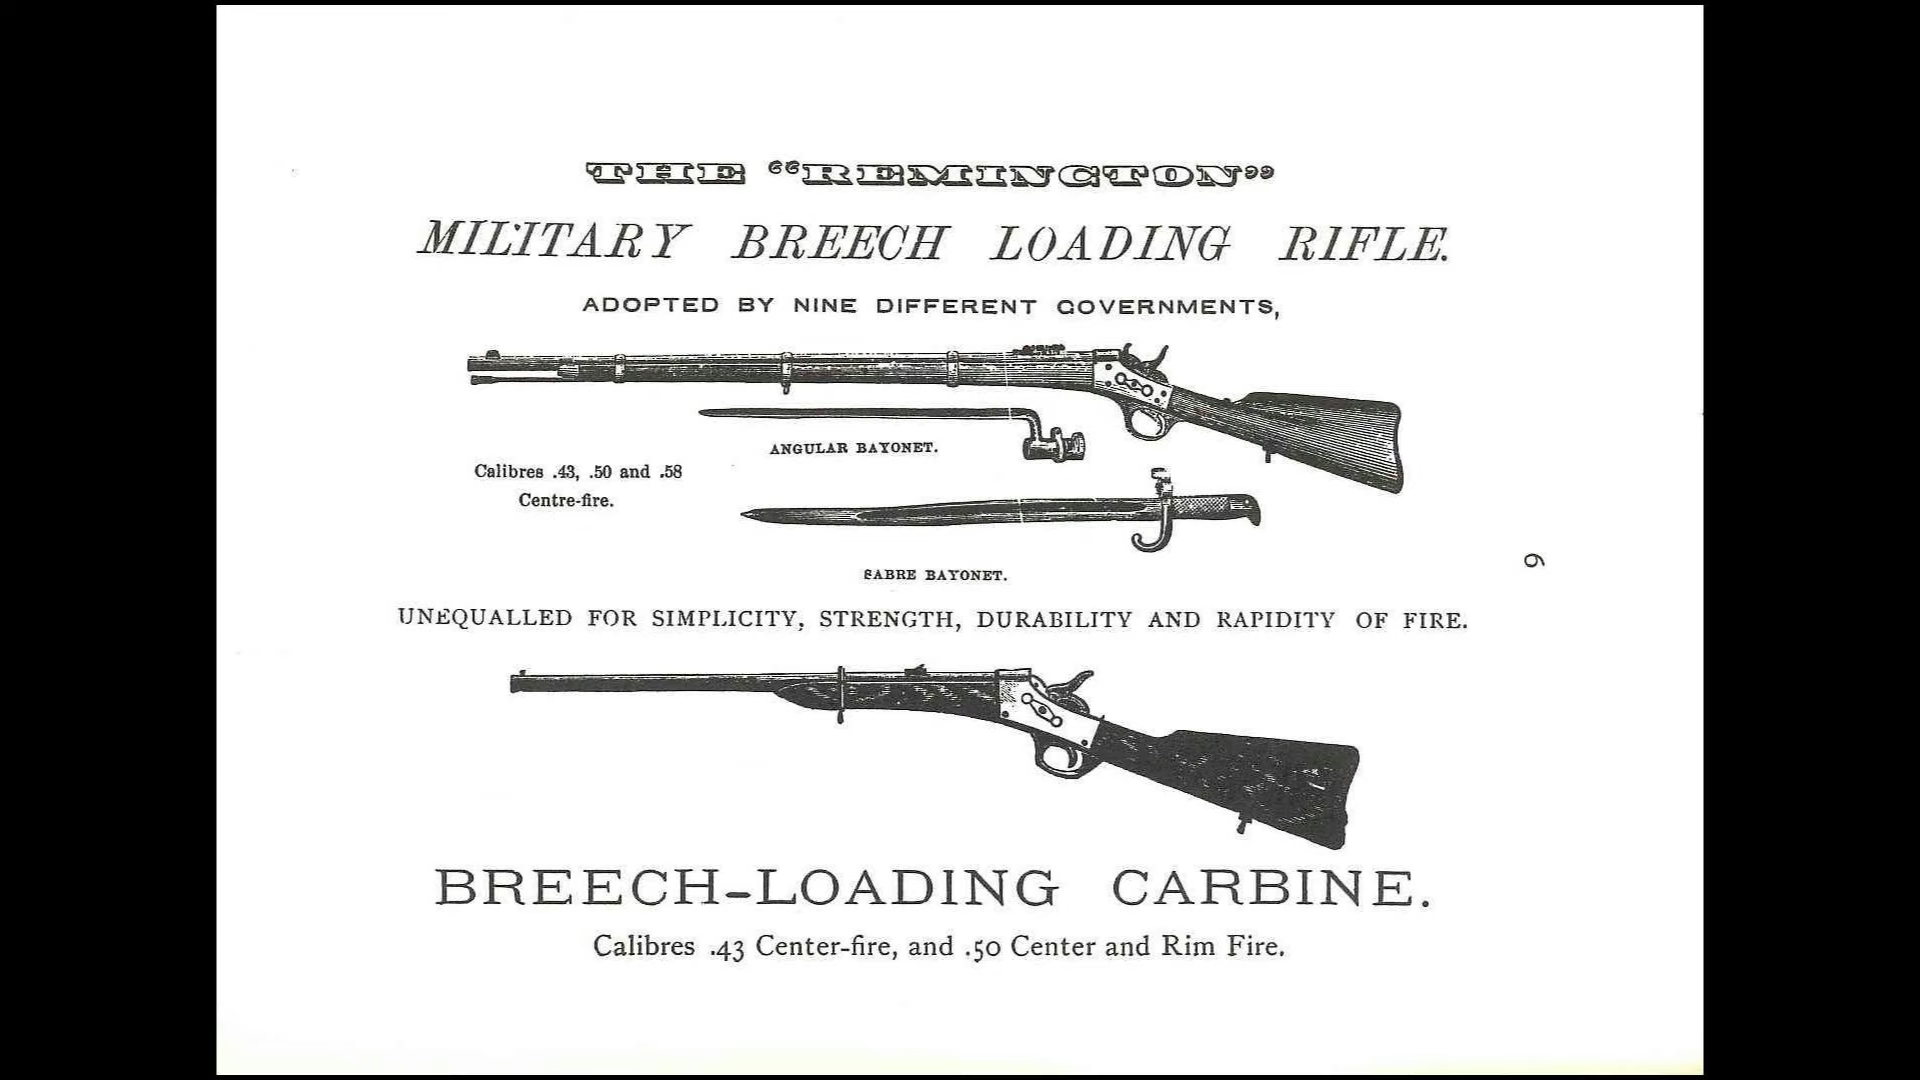 THE "REMINGTON"
MILITARY BREECH LOADING RIFLE.
ADOPTED BY NINE DIFFERENT GOVERNMENTS,
ANGULAR BAYONET.
Calibres .43, .50 and .58
Centre-fire.
SABRE BAYONET.
9
UNEQUALLED FOR SIMPLICITY, STRENGTH, DURABILITY AND RAPIDITY OF FIRE.
BREECH-LOADING CARBINE.
Calibres .43 Center-fire, and .50 Center and Rim Fire.